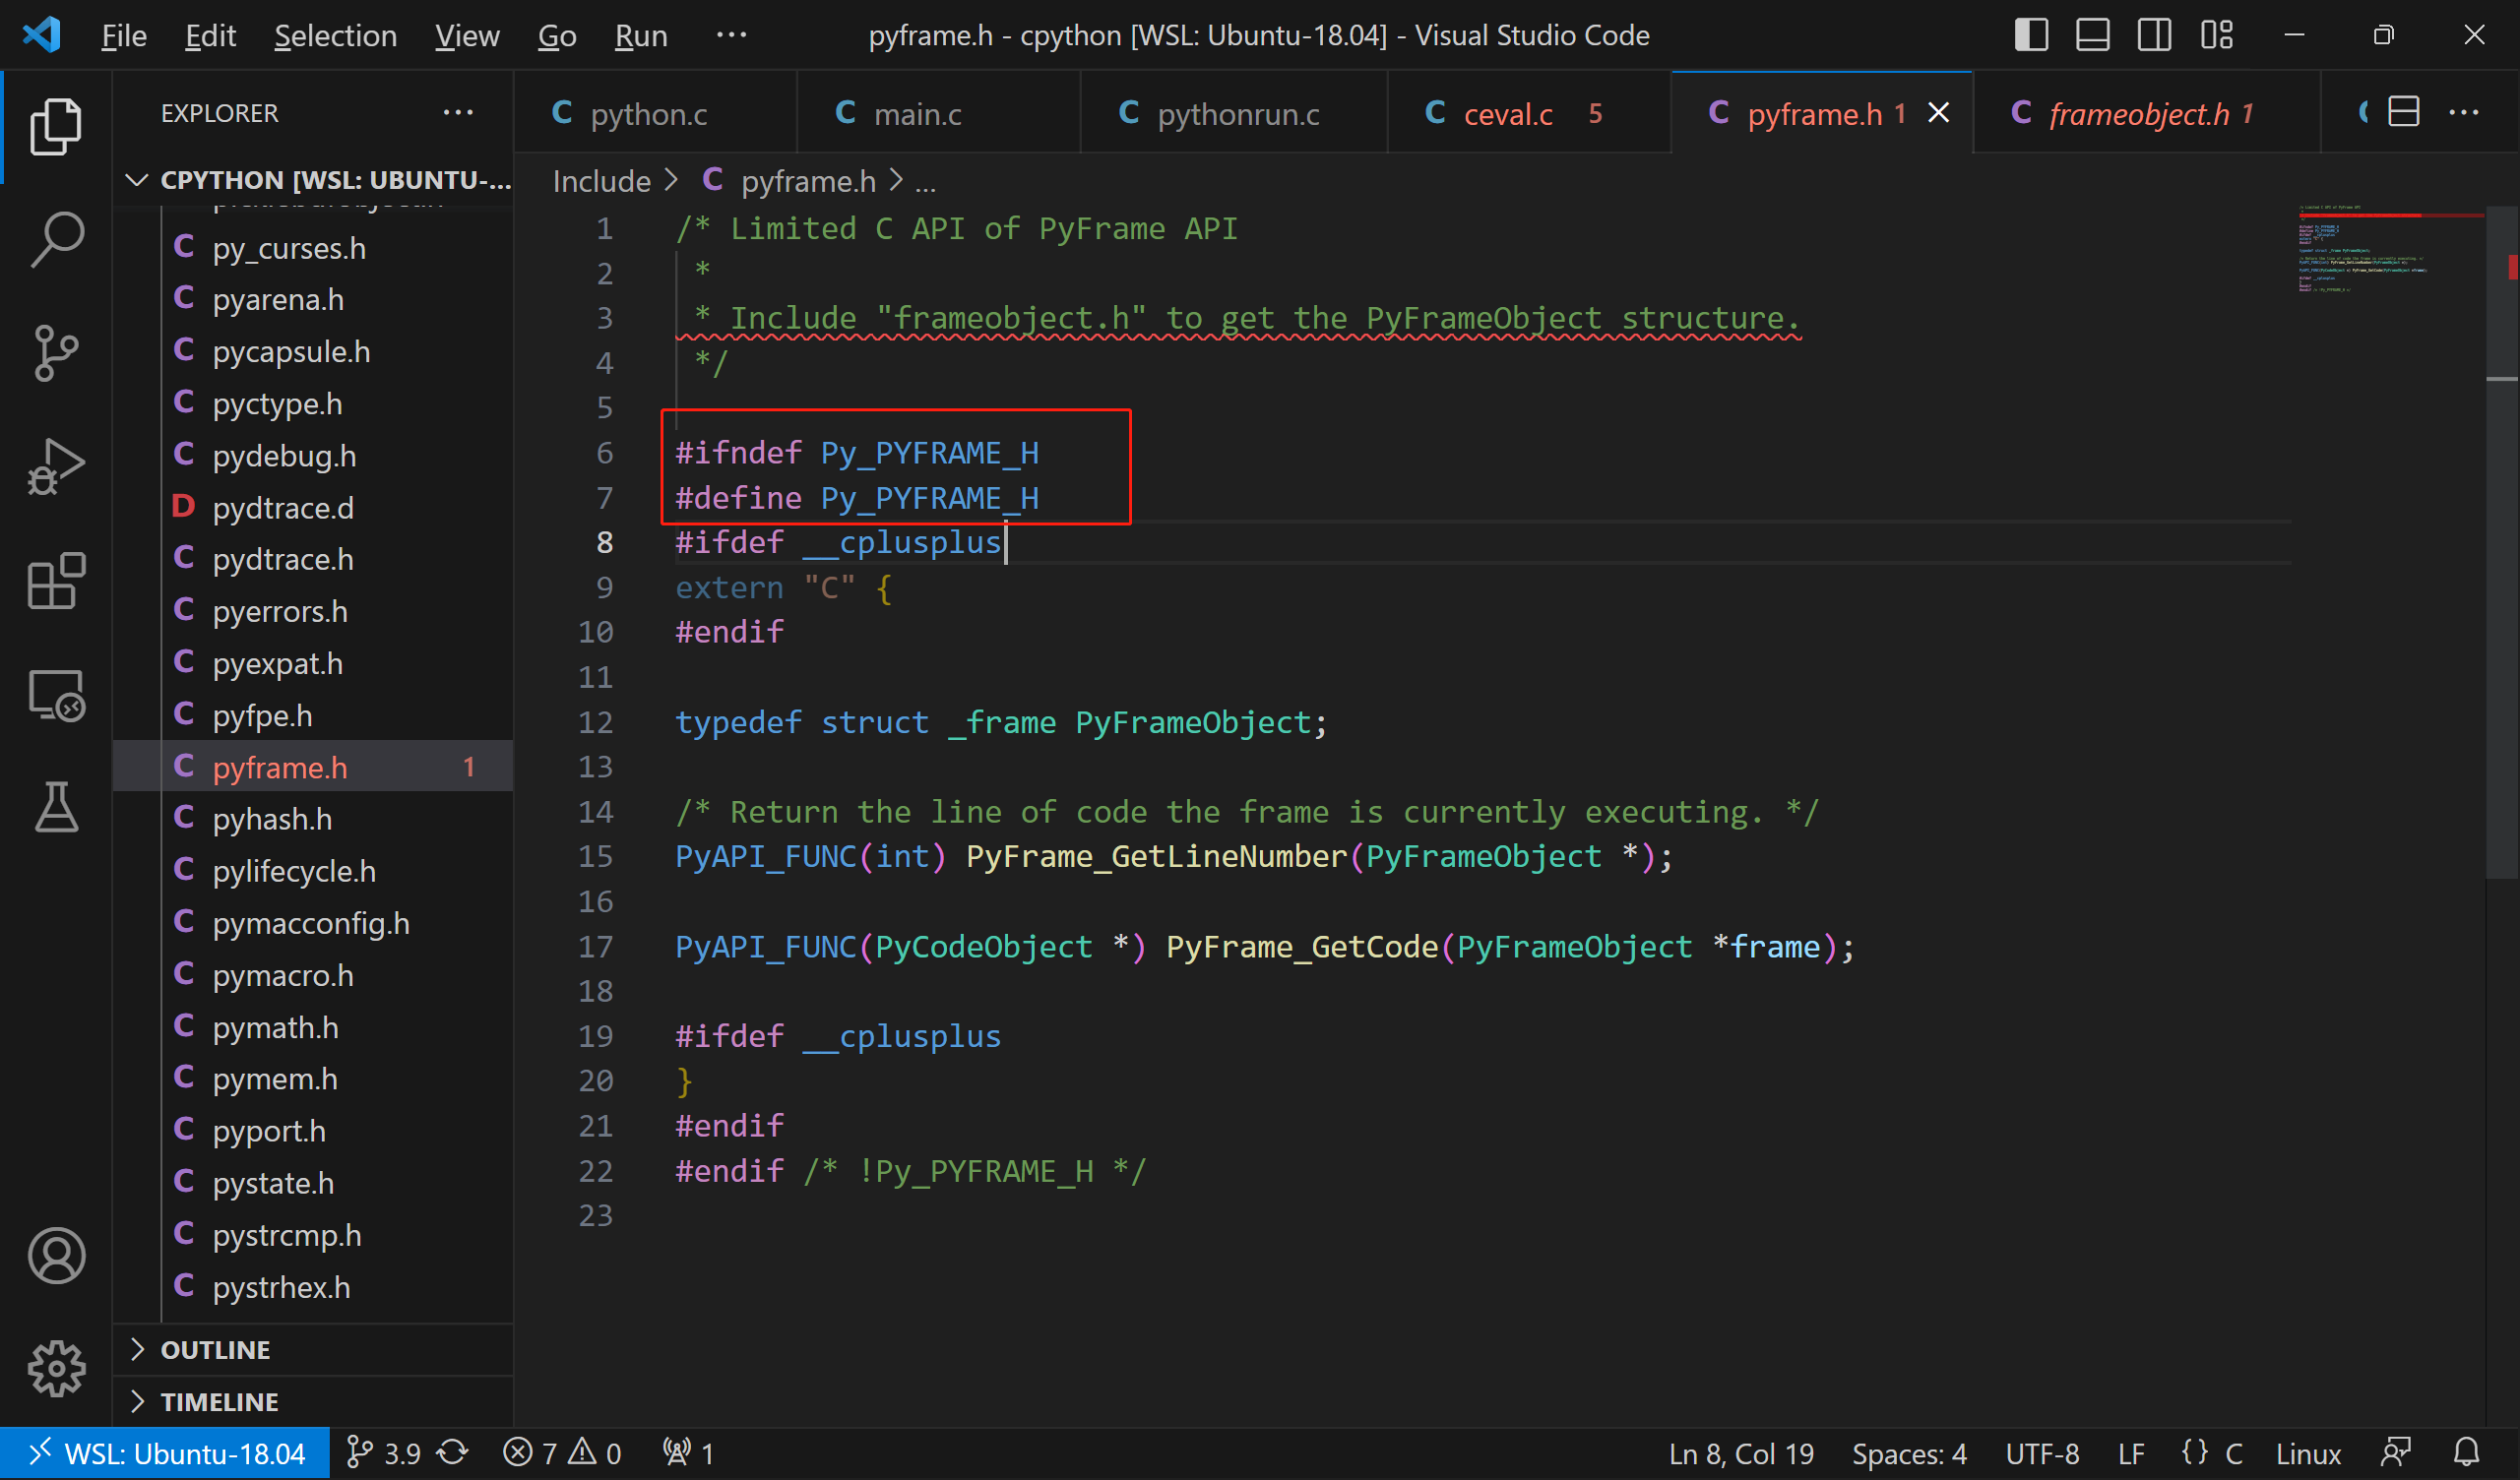 File Edit Selection View Go Run ··· pyframe.h - cpython [WSL: Ubuntu-18.04] - Visual Studio Code
EXPLORER ···
C python.c C main.c C pythonrun.c C ceval.c 5 C pyframe.h 1 C frameobject.h 1 ···
CPYTHON [WSL: UBUNTU-...
Include > C pyframe.h > ...
C py_curses.h
C pyarena.h
C pycapsule.h
C pyctype.h
C pydebug.h
D pydtrace.d
C pydtrace.h
C pyerrors.h
C pyexpat.h
C pyfpe.h
C pyframe.h 1
C pyhash.h
C pylifecycle.h
C pymacconfig.h
C pymacro.h
C pymath.h
C pymem.h
C pyport.h
C pystate.h
C pystrcmp.h
C pystrhex.h
OUTLINE
TIMELINE
1 /* Limited C API of PyFrame API
2 *
3 * Include "frameobject.h" to get the PyFrameObject structure.
4 */
5
6 #ifndef Py_PYFRAME_H
7 #define Py_PYFRAME_H
8 #ifdef __cplusplus
9 extern "C" {
10 #endif
11
12 typedef struct _frame PyFrameObject;
13
14 /* Return the line of code the frame is currently executing. */
15 PyAPI_FUNC(int) PyFrame_GetLineNumber(PyFrameObject *);
16
17 PyAPI_FUNC(PyCodeObject *) PyFrame_GetCode(PyFrameObject *frame);
18
19 #ifdef __cplusplus
20 }
21 #endif
22 #endif /* !Py_PYFRAME_H */
23
WSL: Ubuntu-18.04 3.9 7 0 1 Ln 8, Col 19 Spaces: 4 UTF-8 LF {} C Linux